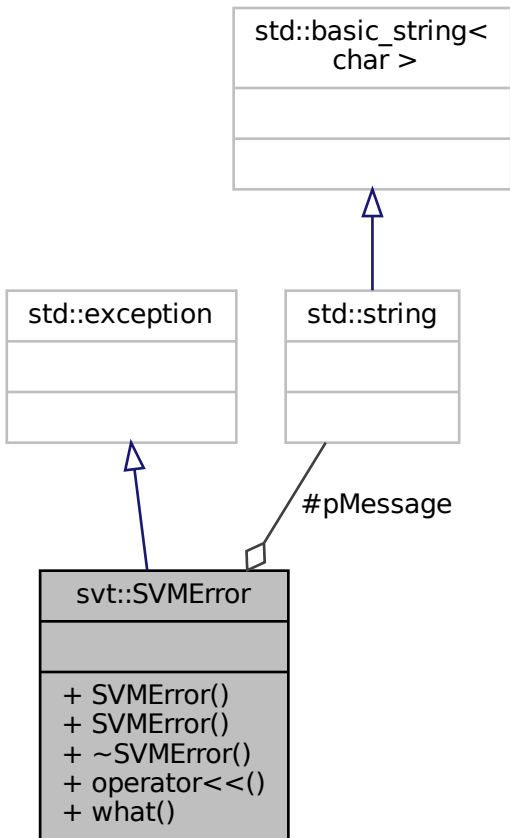 std::basic_string<
char >
std::exception
std::string
#pMessage
svt::SVMError
+ SVMError()
+ SVMError()
+ ~SVMError()
+ operator<<()
+ what()